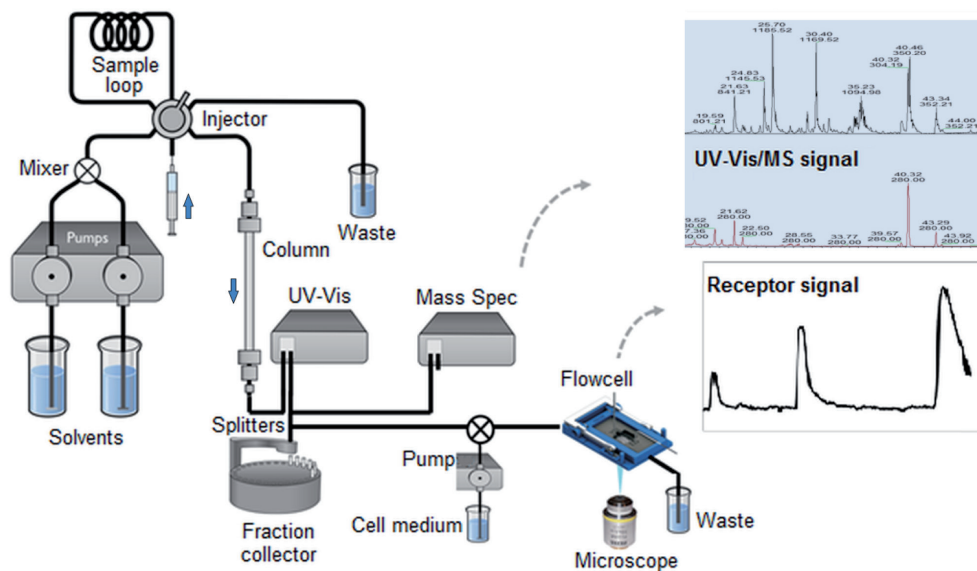 Sample
loop
Injector
Mixer
Pumps
Waste
Column
Solvents
UV-Vis
Mass Spec
Splitters
Fraction
collector
Pump
Cell medium
Flowcell
Microscope
Waste
25.70
1185.52
30.40
1169.52
40.46
350.20
40.32
304.19
24.83
1145.53
21.63
841.21
35.23
1094.98
43.34
352.21
19.59
801.21
44.00
352.21
UV-Vis/MS signal
40.32
280.00
21.62
280.00
43.29
280.00
22.50
280.00
28.55
280.00
33.77
280.00
39.57
280.00
43.92
280.00
Receptor signal